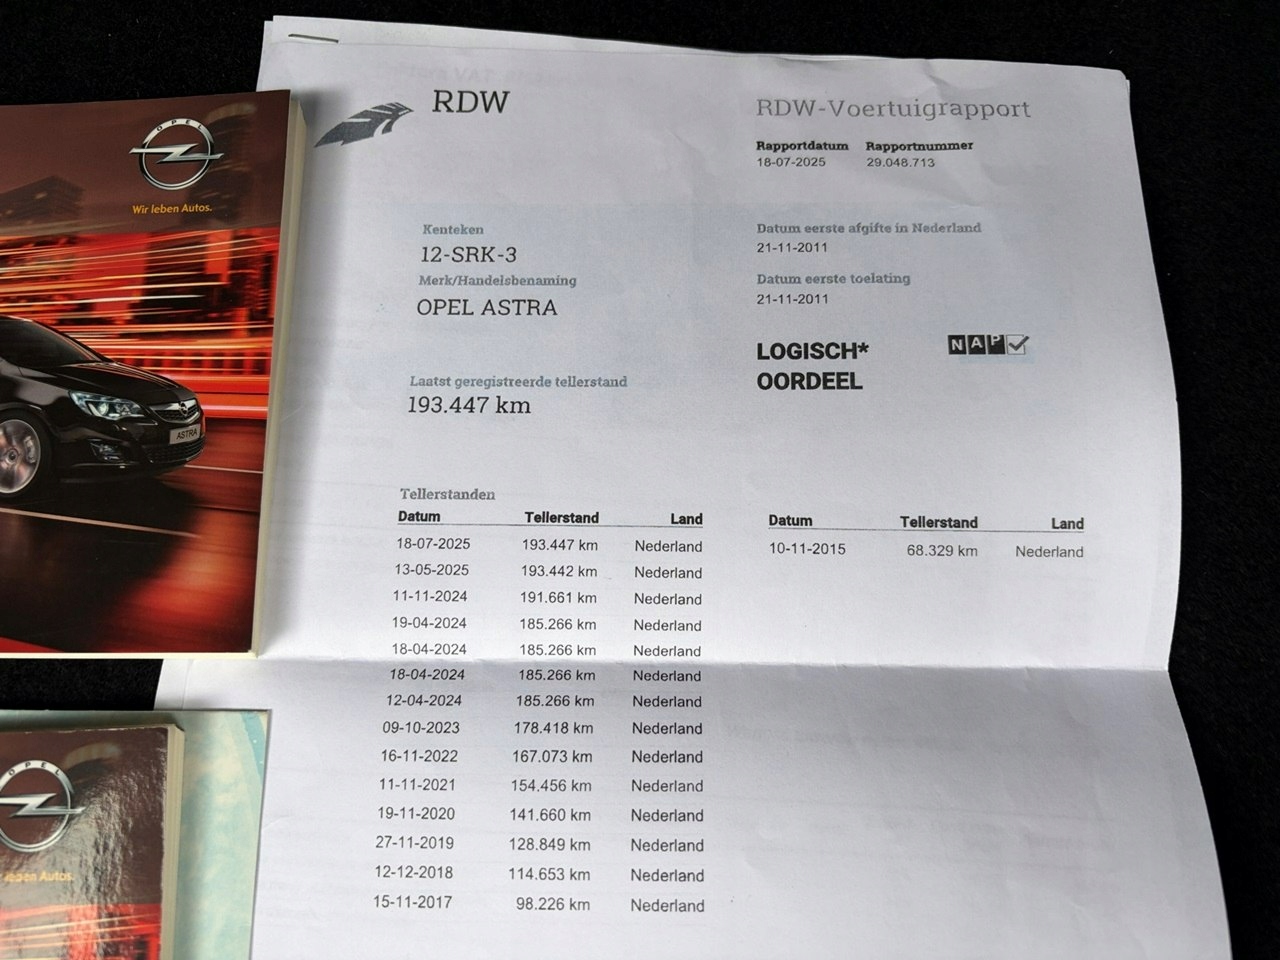 OPEL
Wir leben Autos.
ASTRA
OPEL
leben Autos.
RDW
RDW-Voertuigrapport
Rapportdatum Rapportnummer
18-07-2025 29.048.713
Kenteken
12-SRK-3
Merk/Handelsbenaming
OPEL ASTRA
Datum eerste afgifte in Nederland
21-11-2011
Datum eerste toelating
21-11-2011
LOGISCH*
OORDEEL
NAP
Laatst geregistreerde tellerstand
193.447 km
Tellerstanden
Datum Tellerstand Land
18-07-2025 193.447 km Nederland
13-05-2025 193.442 km Nederland
11-11-2024 191.661 km Nederland
19-04-2024 185.266 km Nederland
18-04-2024 185.266 km Nederland
18-04-2024 185.266 km Nederland
12-04-2024 185.266 km Nederland
09-10-2023 178.418 km Nederland
16-11-2022 167.073 km Nederland
11-11-2021 154.456 km Nederland
19-11-2020 141.660 km Nederland
27-11-2019 128.849 km Nederland
12-12-2018 114.653 km Nederland
15-11-2017 98.226 km Nederland
Datum Tellerstand Land
10-11-2015 68.329 km Nederland